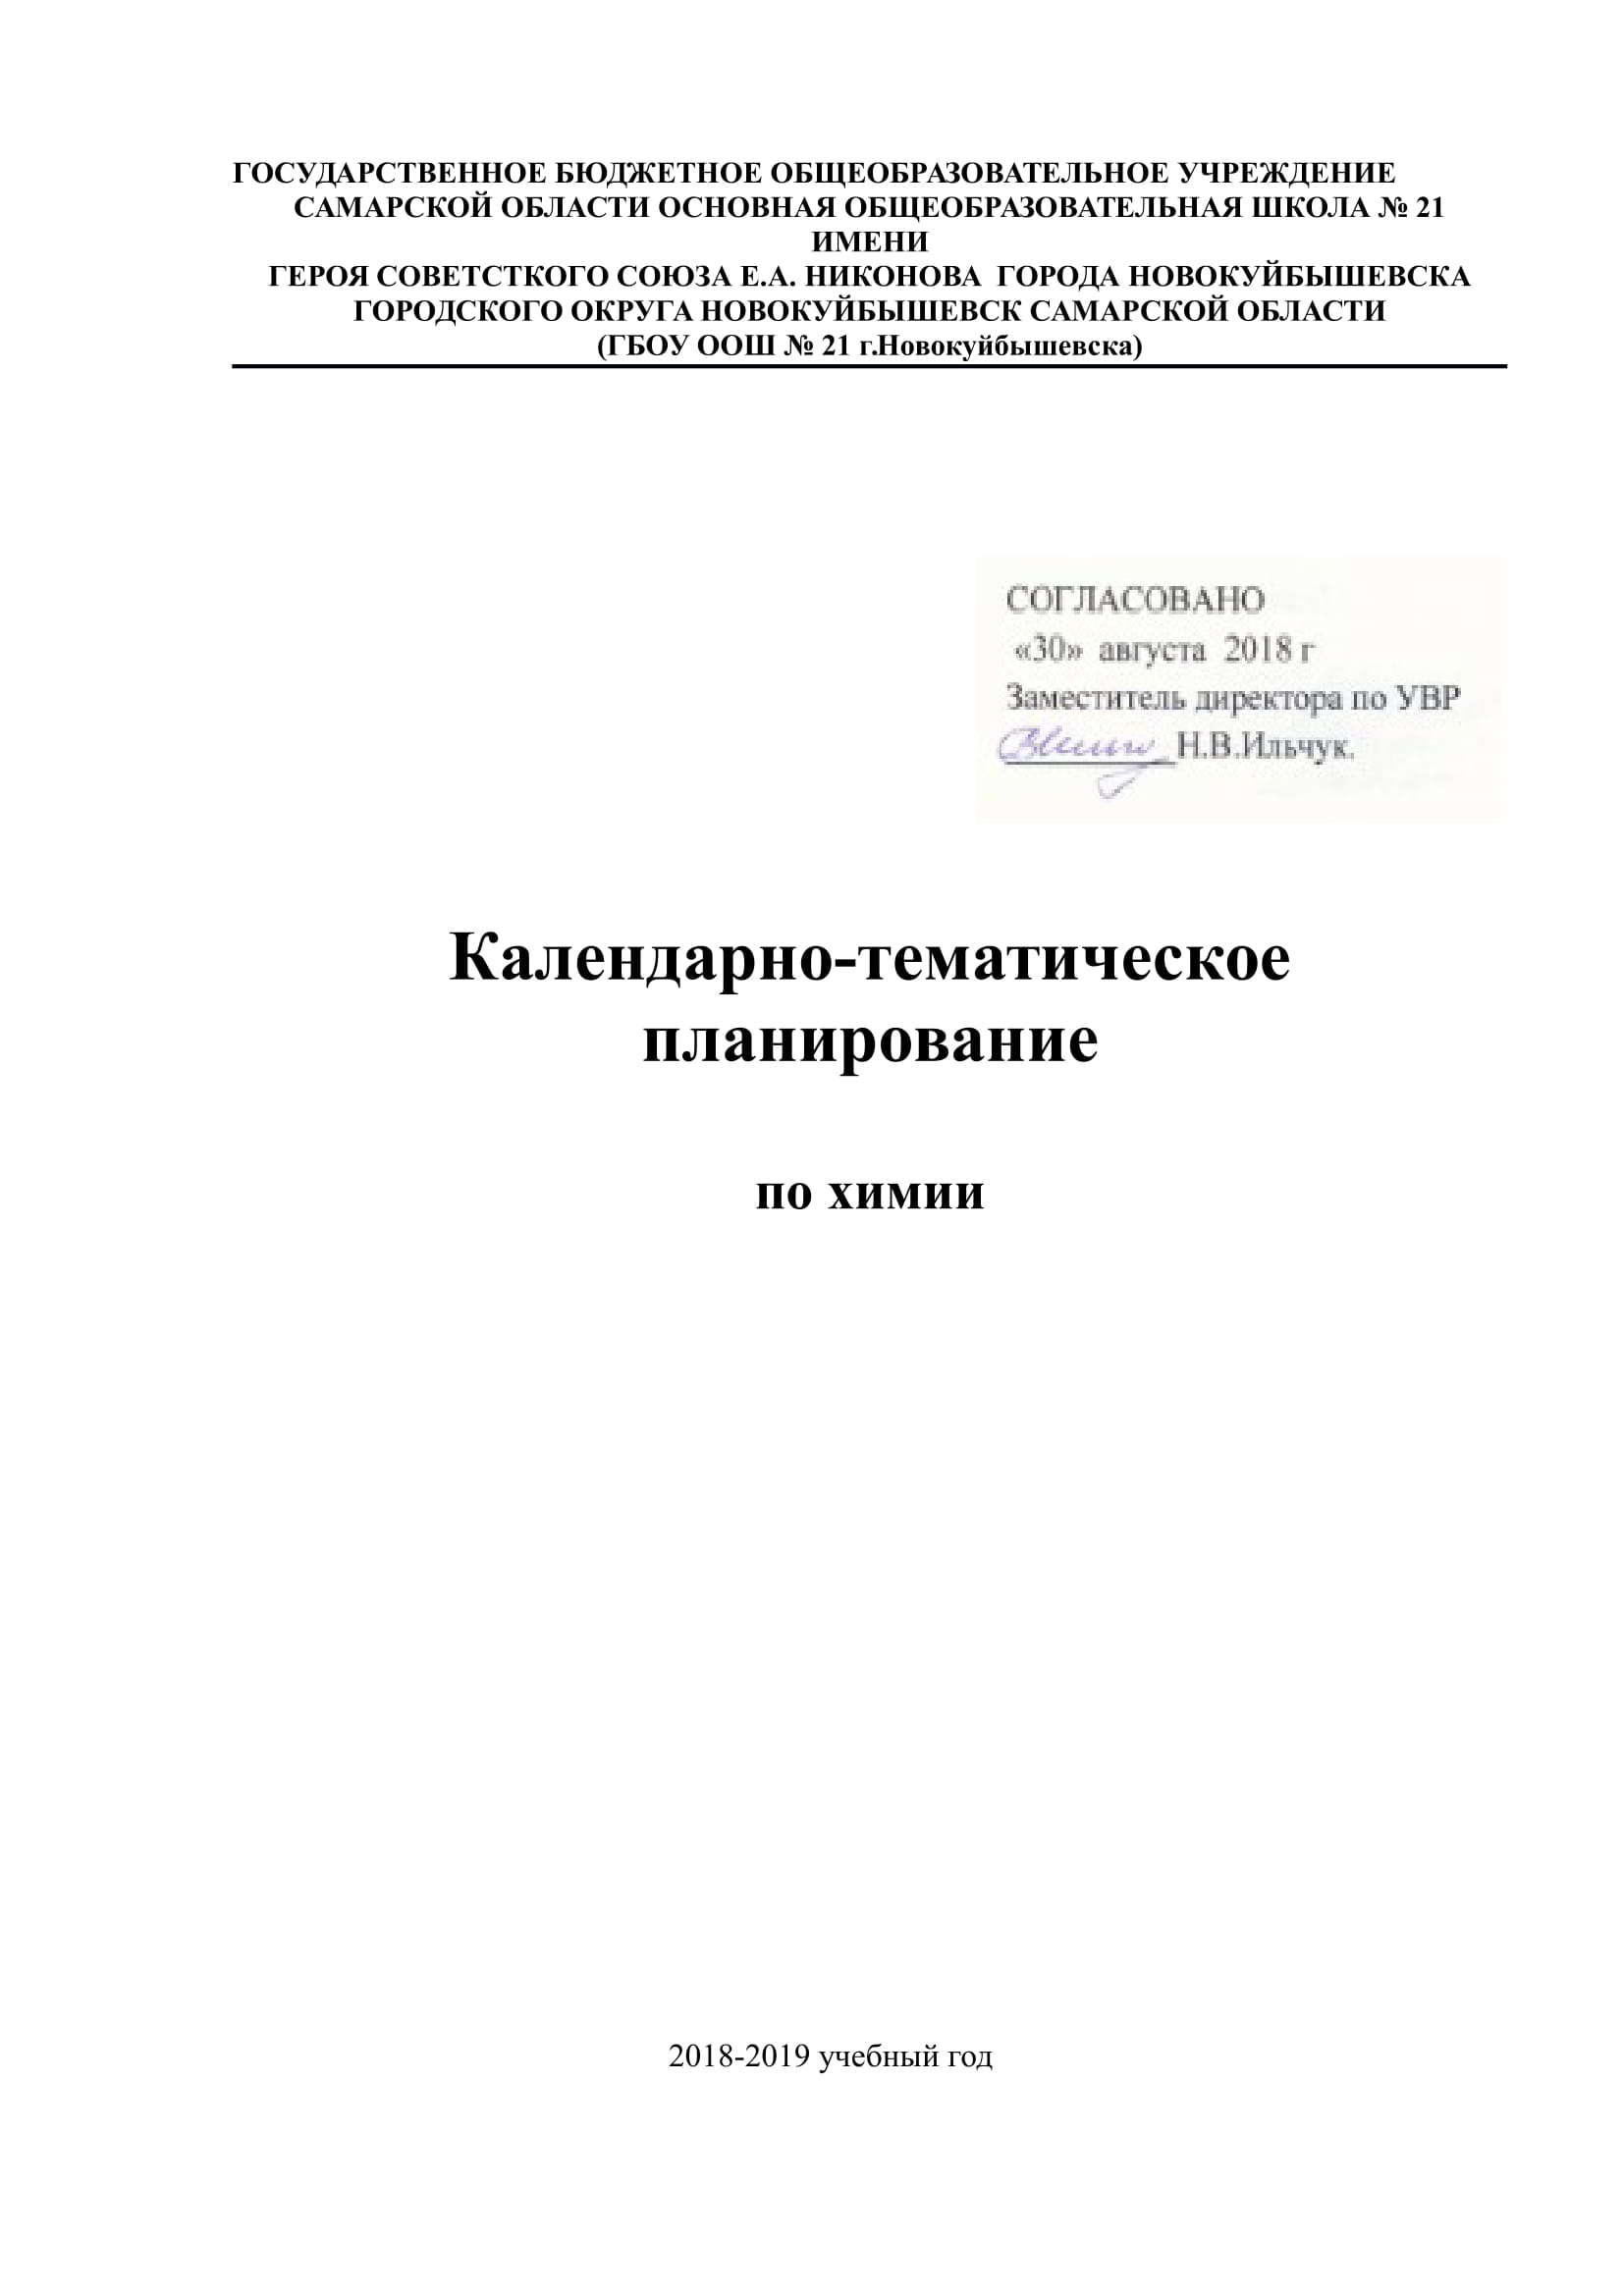 ГОСУДАРСТВЕННОЕ БЮДЖЕТНОЕ ОБЩЕОБРАЗОВАТЕЛЬНОЕ УЧРЕЖДЕНИЕ
САМАРСКОЙ ОБЛАСТИ ОСНОВНАЯ ОБЩЕОБРАЗОВАТЕЛЬНАЯ ШКОЛА № 21
ИМЕНИ
ГЕРОЯ СОВЕТСТКОГО СОЮЗА Е.А. НИКОНОВА ГОРОДА НОВОКУЙБЫШЕВСКА
ГОРОДСКОГО ОКРУГА НОВОКУЙБЫШЕВСК САМАРСКОЙ ОБЛАСТИ
(ГБОУ ООШ № 21 г.Новокуйбышевска)
СОГЛАСОВАНО
«30» августа 2018 г
Заместитель директора по УВР
Н.В.Ильчук.
Календарно-тематическое
планирование
по химии
2018-2019 учебный год